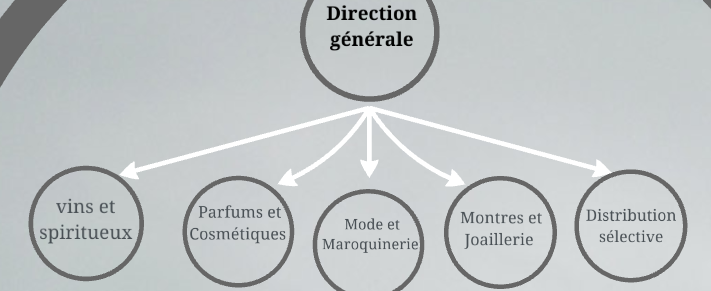 Direction
générale
vins et
spiritueux
Parfums et
Cosmétiques
Mode et
Maroquinerie
Montres et
Joaillerie
Distribution
sélective